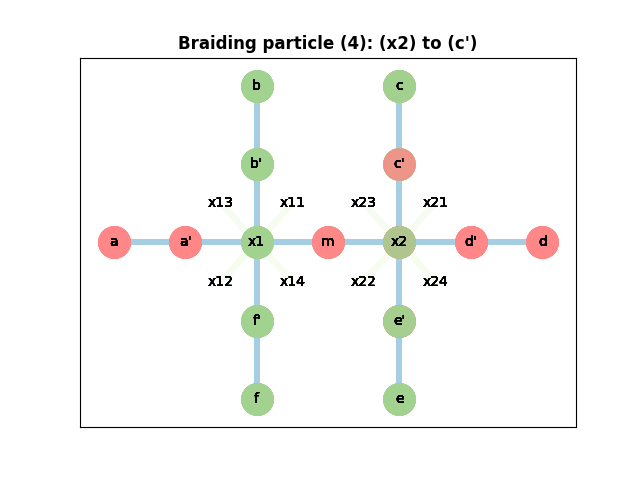 Braiding particle (4): (x2) to (c')
b c
b' c'
x13 x11 x23 x21
a a' x1 m x2 d' d
x12 x14 x22 x24
f' e'
f e